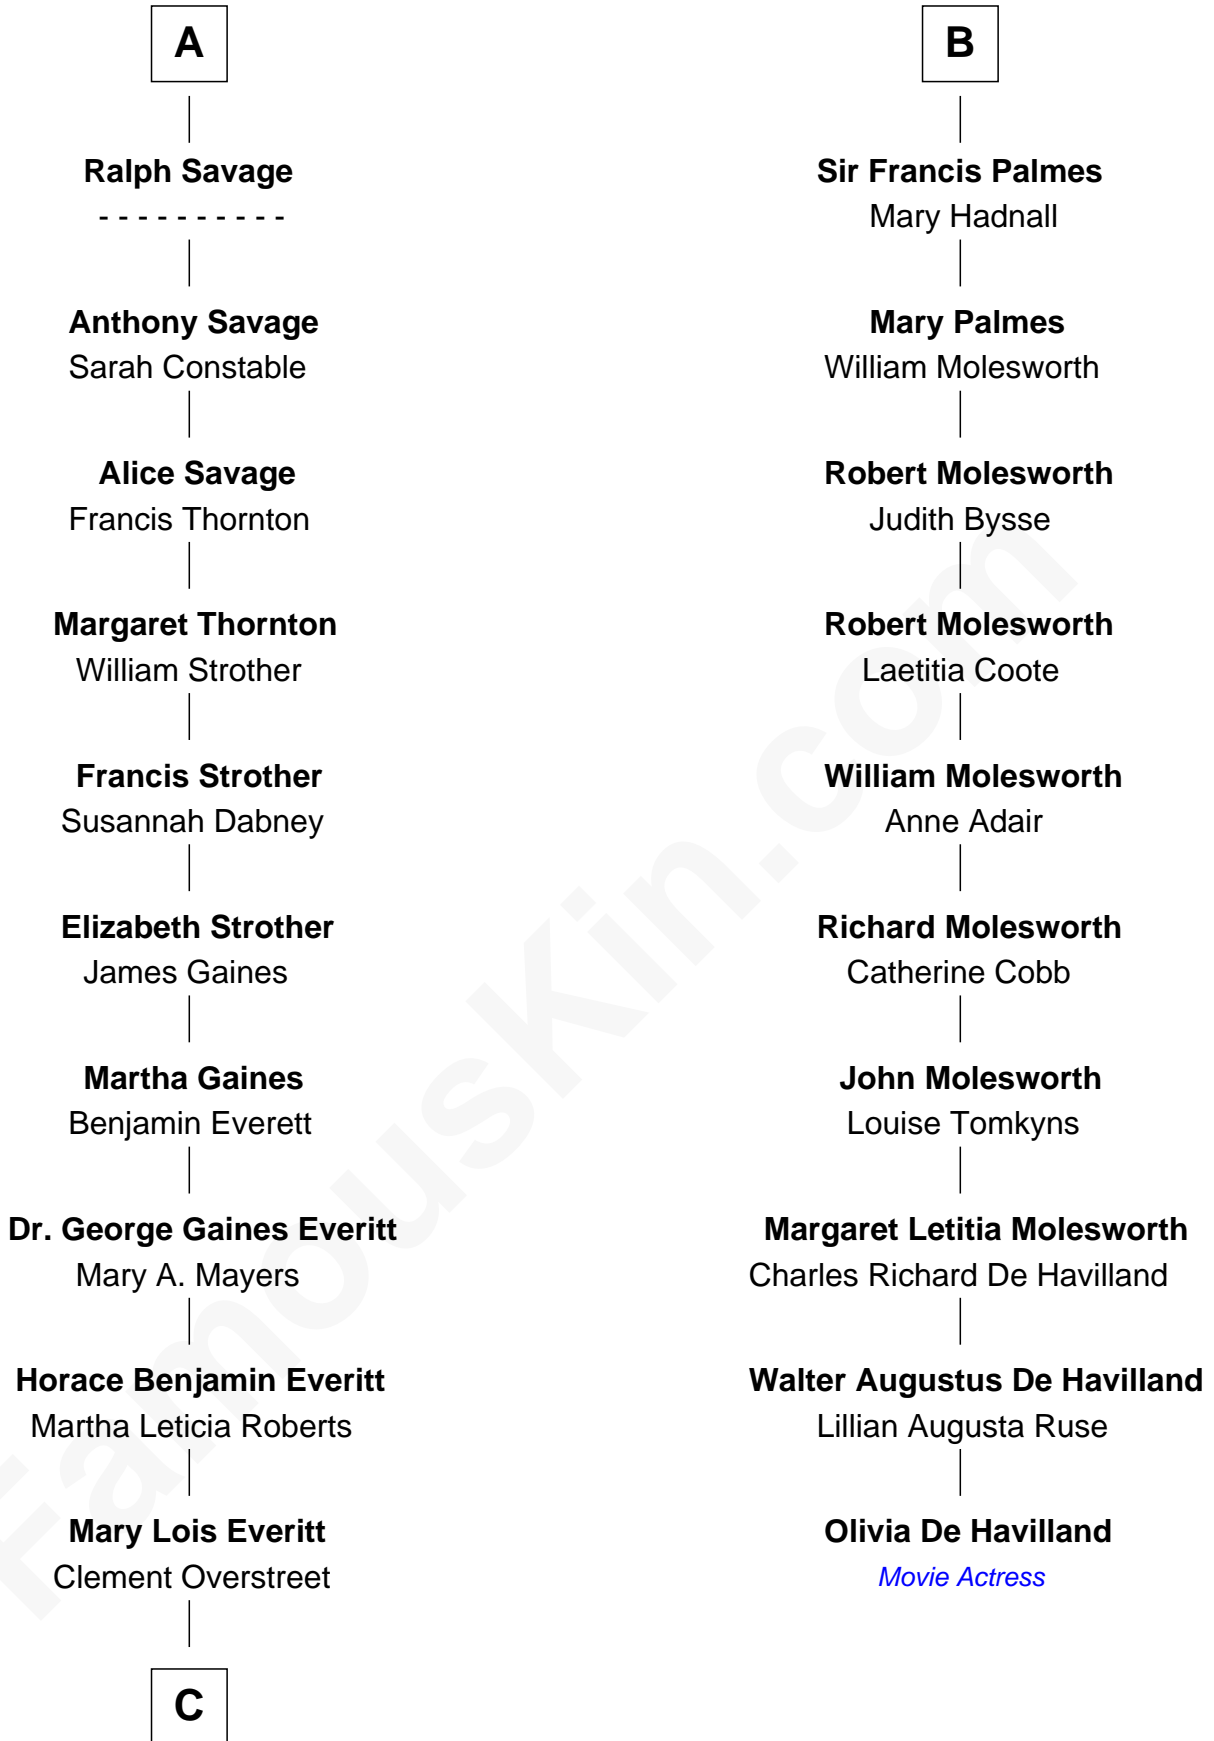 A
Ralph Savage
- - - - - - - - - -
Anthony Savage
Sarah Constable
Alice Savage
Francis Thornton
Margaret Thornton
William Strother
Francis Strother
Susannah Dabney
Elizabeth Strother
James Gaines
Martha Gaines
Benjamin Everett
Dr. George Gaines Everitt
Mary A. Mayers
Horace Benjamin Everitt
Martha Leticia Roberts
Mary Lois Everitt
Clement Overstreet
C
B
Sir Francis Palmes
Mary Hadnall
Mary Palmes
William Molesworth
Robert Molesworth
Judith Bysse
Robert Molesworth
Laetitia Coote
William Molesworth
Anne Adair
Richard Molesworth
Catherine Cobb
John Molesworth
Louise Tomkyns
Margaret Letitia Molesworth
Charles Richard De Havilland
Walter Augustus De Havilland
Lillian Augusta Ruse
Olivia De Havilland
Movie Actress
FamousKin.com